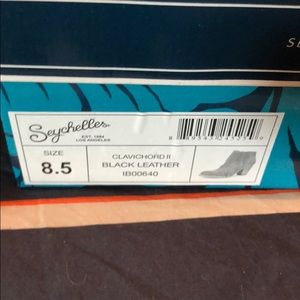 Seychelles
EST. 1984
LOS ANGELES
SIZE
8.5
CLAVICHORD II
BLACK LEATHER
IB00640